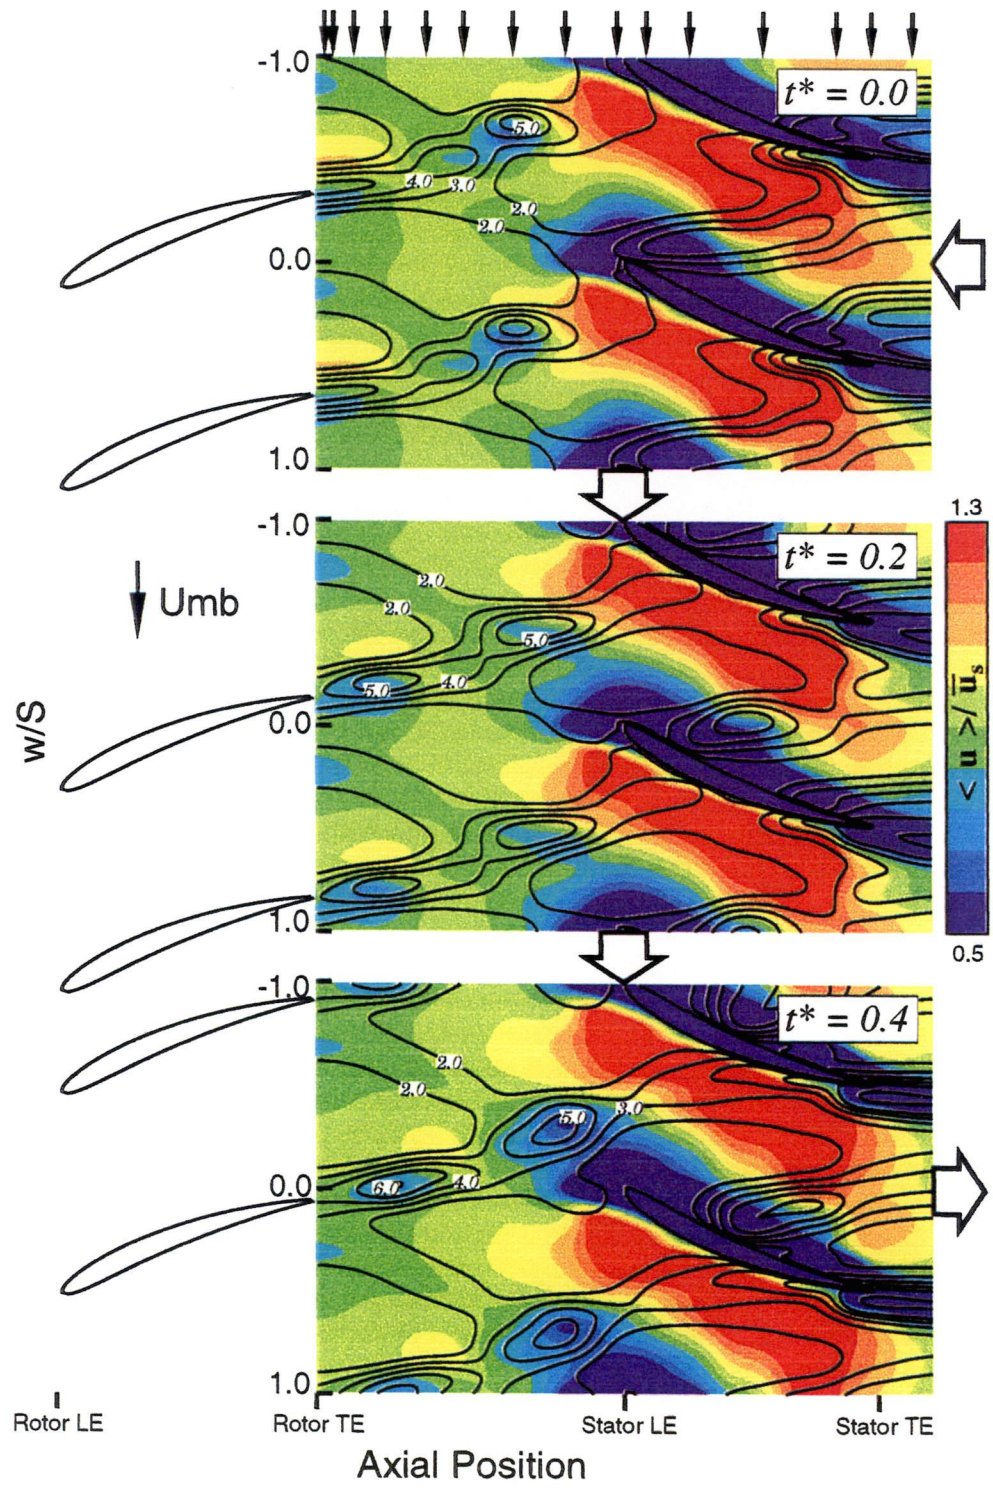 -1.0
t* = 0.0
5.0
4.0
3.0
2.0
2.0
0.0
1.0
-1.0
t* = 0.2
1.3
2.0
2.0
Umb
5.0
5.0
4.0
< u > / u̅s
w/S
0.0
1.0
0.5
-1.0
t* = 0.4
2.0
2.0
3.0
5.0
6.0
4.0
0.0
1.0
Rotor LE
Rotor TE
Stator LE
Stator TE
Axial Position